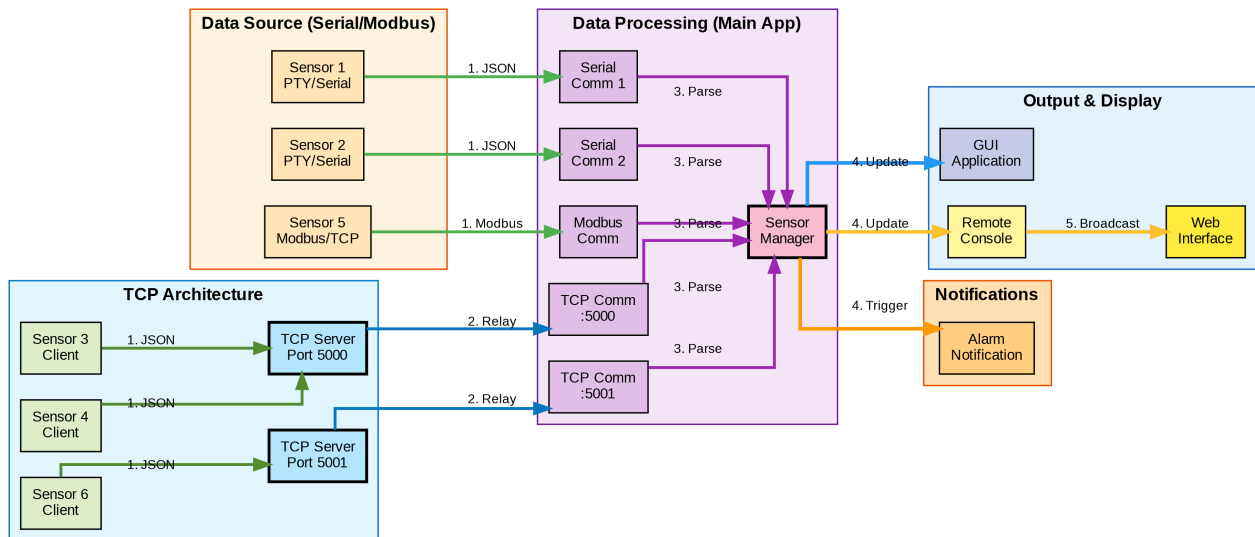 Data Source (Serial/Modbus)
Sensor 1
PTY/Serial
Sensor 2
PTY/Serial
Sensor 5
Modbus/TCP
1. JSON
1. JSON
1. Modbus
Data Processing (Main App)
Serial
Comm 1
Serial
Comm 2
Modbus
Comm
TCP Comm
:5000
TCP Comm
:5001
3. Parse
3. Parse
3. Parse
3. Parse
3. Parse
Sensor
Manager
4. Update
4. Update
4. Trigger
Output & Display
GUI
Application
Remote
Console
5. Broadcast
Web
Interface
Notifications
Alarm
Notification
TCP Architecture
Sensor 3
Client
Sensor 4
Client
Sensor 6
Client
1. JSON
1. JSON
1. JSON
TCP Server
Port 5000
TCP Server
Port 5001
2. Relay
2. Relay